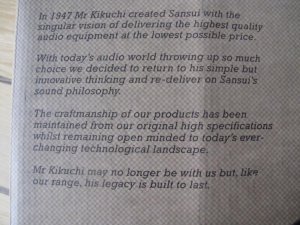 In 1947 Mr Kikuchi created Sansui with the
singular vision of delivering the highest quality
audio equipment at the lowest possible price.
With today's audio world throwing up so much
choice we decided to return to his simple but
innovative thinking and re-deliver on Sansui's
sound philosophy.
The craftmanship of our products has been
maintained from our original high specifications
whilst remaining open minded to today's ever-
changing technological landscape.
Mr Kikuchi may no longer be with us but, like
our range, his legacy is built to last.